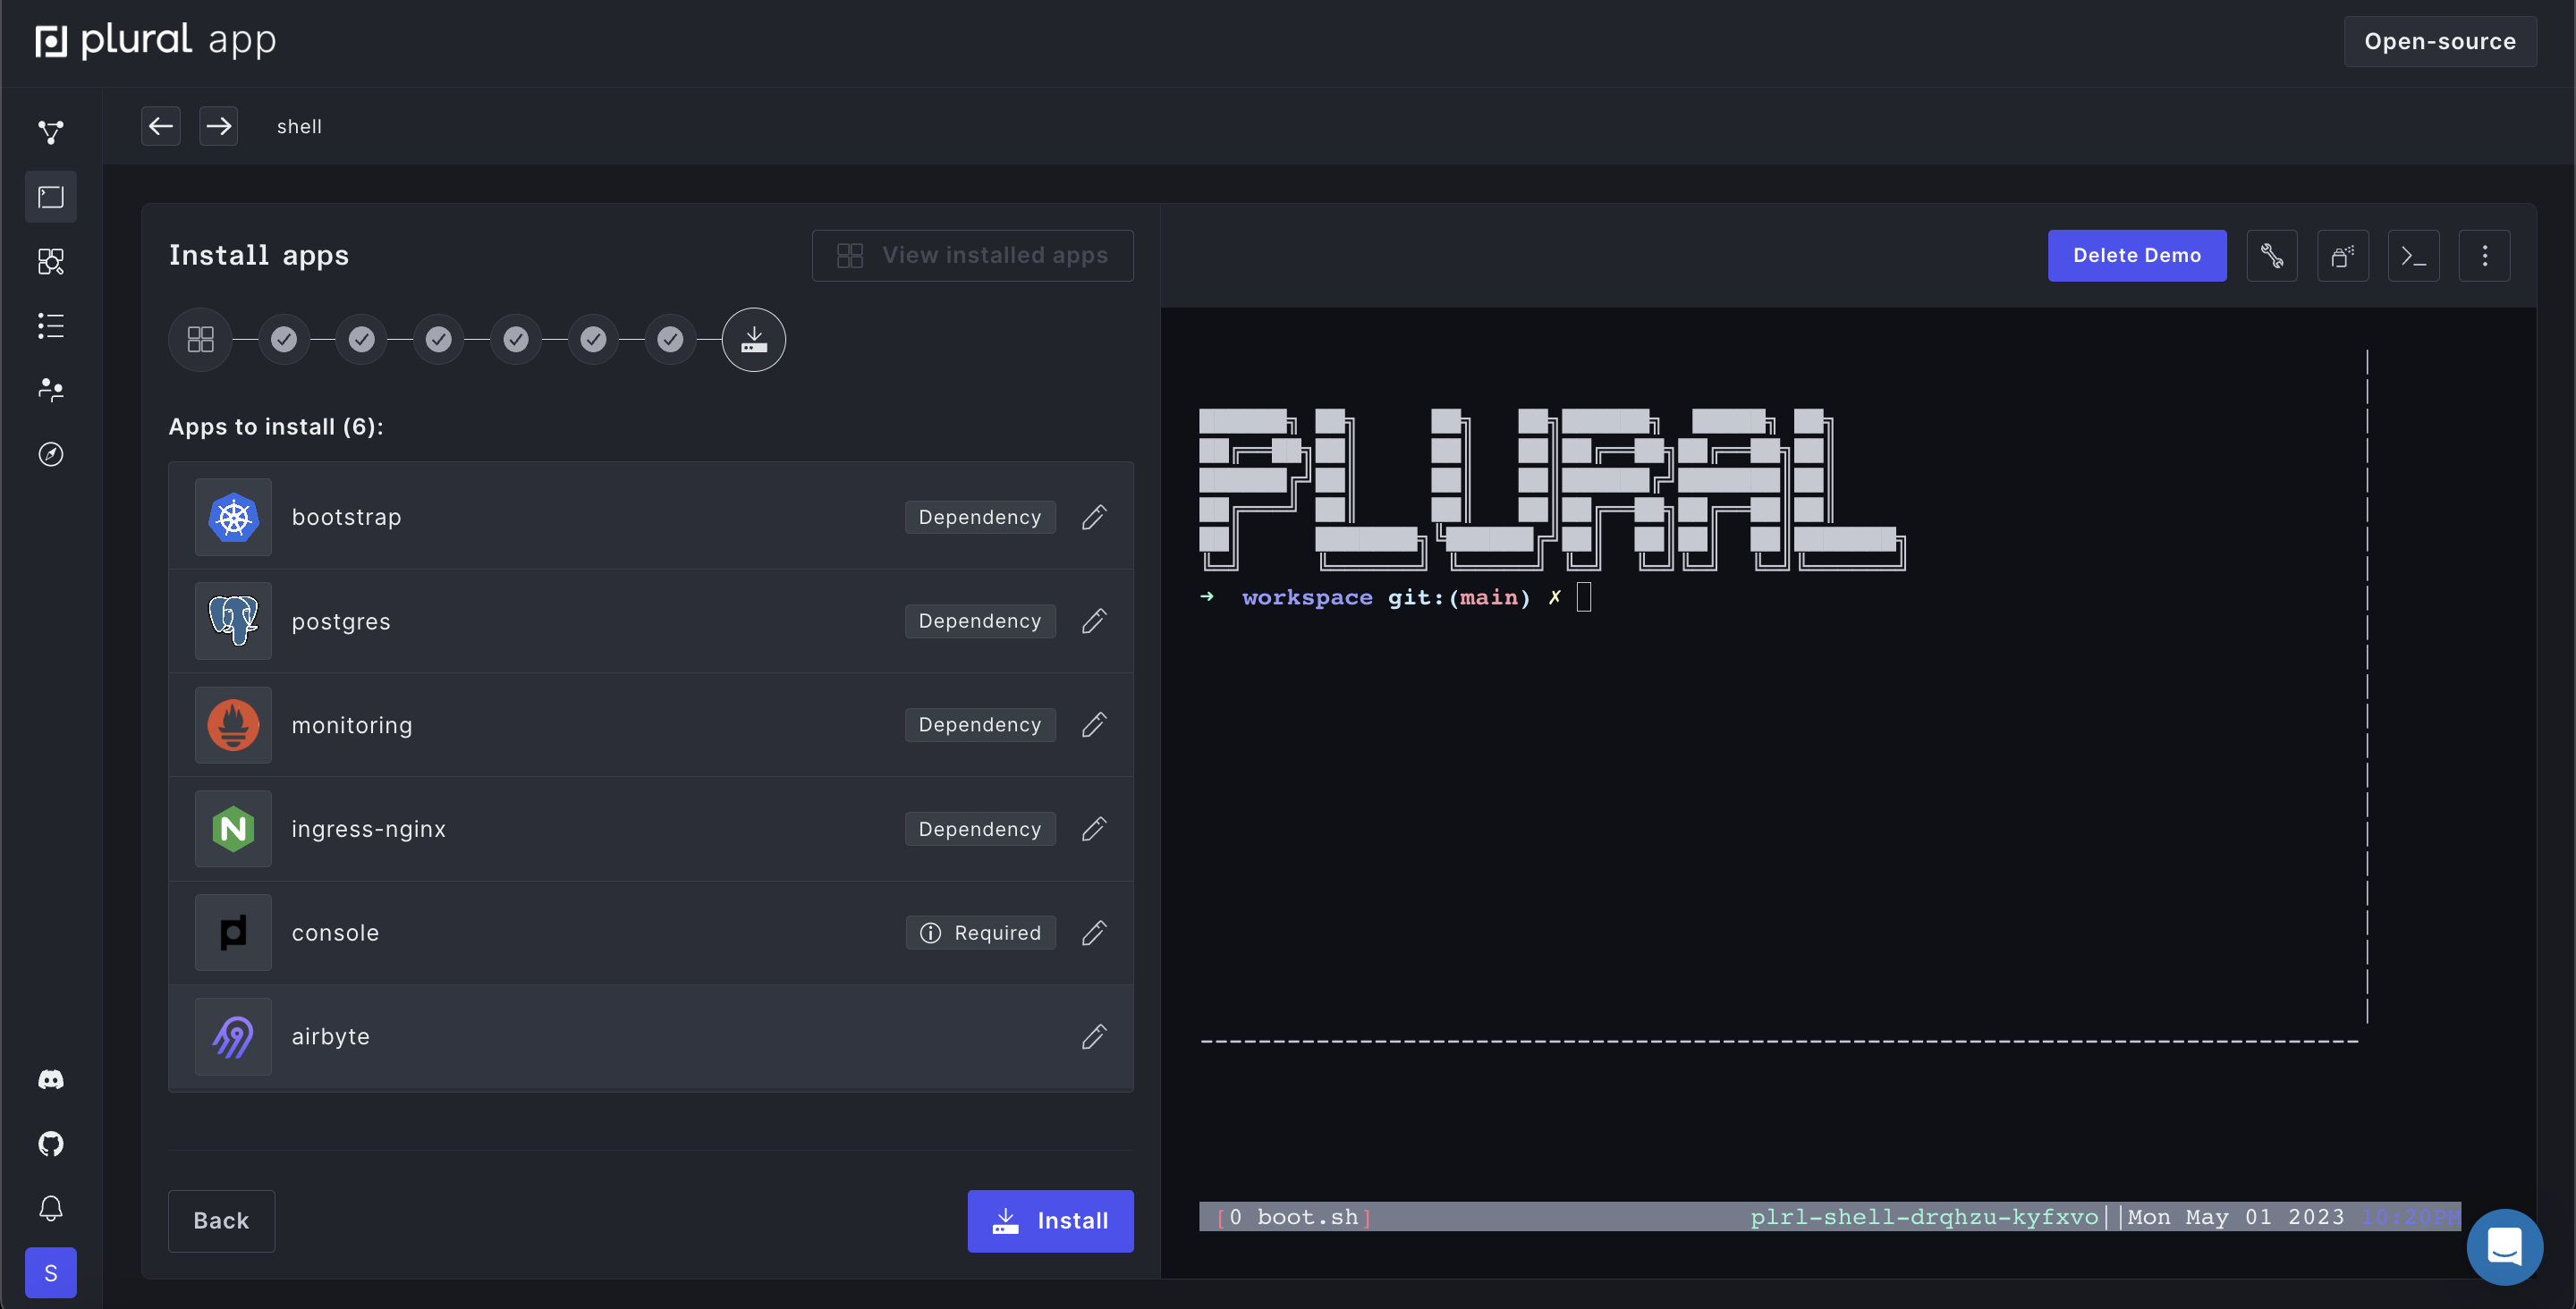 plural app
Open-source
shell
Install apps
View installed apps
Delete Demo
Apps to install (6):
bootstrap
Dependency
postgres
Dependency
monitoring
Dependency
ingress-nginx
Dependency
console
Required
airbyte
Back
Install
S
PLURAL
➜ workspace git:(main) ✗
[0 boot.sh]
plrl-shell-drqhzu-kyfxvo||Mon May 01 2023 10:20PM